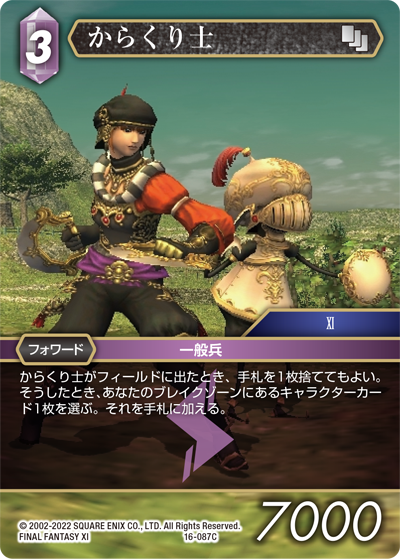 3
からくり士
XI
フォワード
一般兵
からくり士がフィールドに出たとき、手札を1枚捨ててもよい。
そうしたとき、あなたのブレイクゾーンにあるキャラクターカー
ド1枚を選ぶ。それを手札に加える。
© 2002-2022 SQUARE ENIX CO., LTD. All Rights Reserved.
FINAL FANTASY XI
16-087C
7000